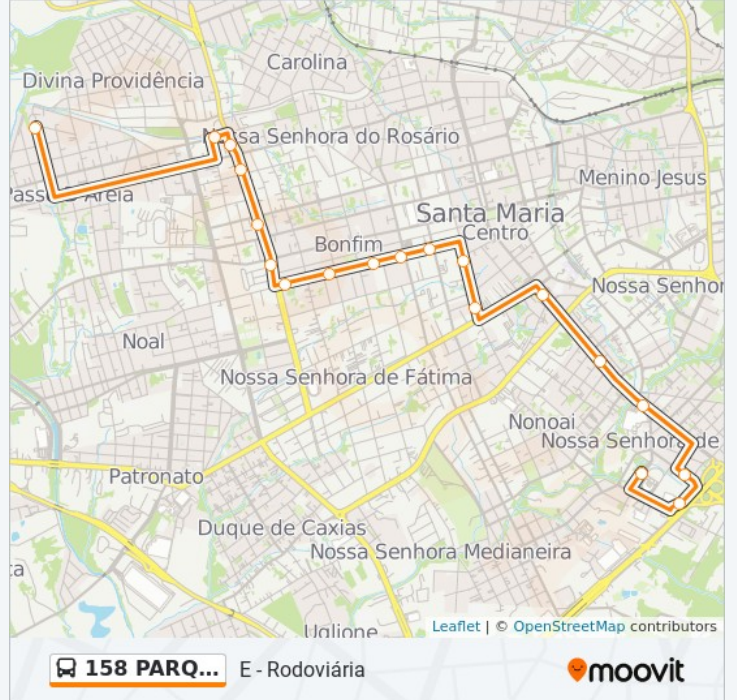 Carolina
Divina Providência
Nossa Senhora do Rosário
Menino Jesus
Areia
Santa Maria
Centro
Bonfim
Nossa Senhor
Noal
Nossa Senhora de Fátima
Nonoai
Nossa Senhora de
Patronato
Duque de Caxias
Nossa Senhora Medianeira
ca
Uglione
Leaflet | © OpenStreetMap contributors
158 PARQ... E - Rodoviária
moovit